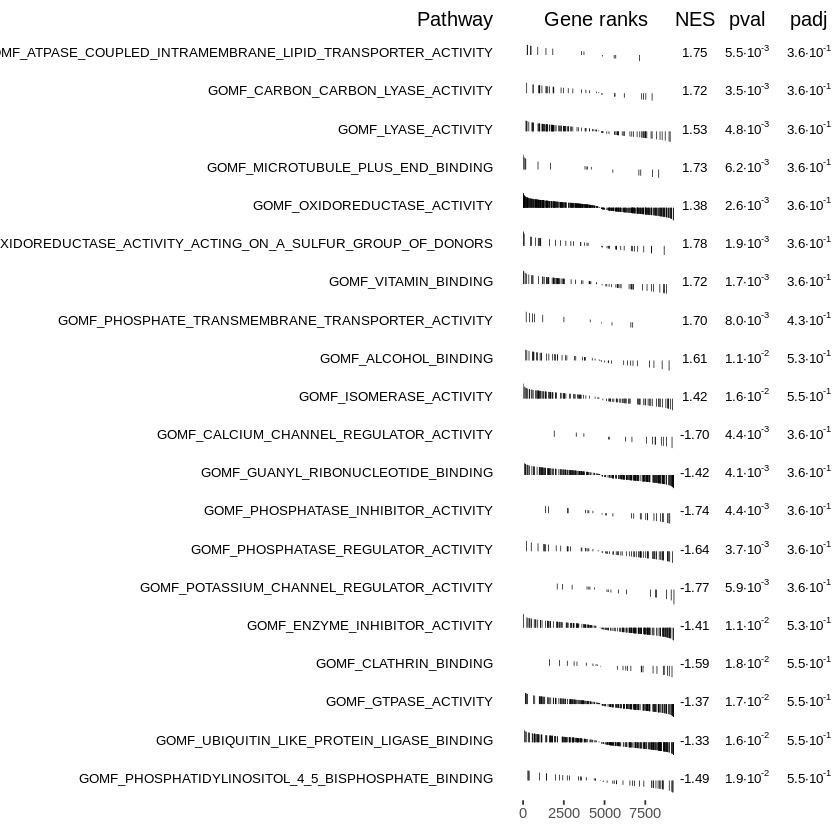 Pathway Gene ranks NES pval padj
MF_ATPASE_COUPLED_INTRAMEMBRANE_LIPID_TRANSPORTER_ACTIVITY 1.75 5.5·10⁻³ 3.6·10⁻¹
GOMF_CARBON_CARBON_LYASE_ACTIVITY 1.72 3.5·10⁻³ 3.6·10⁻¹
GOMF_LYASE_ACTIVITY 1.53 4.8·10⁻³ 3.6·10⁻¹
GOMF_MICROTUBULE_PLUS_END_BINDING 1.73 6.2·10⁻³ 3.6·10⁻¹
GOMF_OXIDOREDUCTASE_ACTIVITY 1.38 2.6·10⁻³ 3.6·10⁻¹
XIDOREDUCTASE_ACTIVITY_ACTING_ON_A_SULFUR_GROUP_OF_DONORS 1.78 1.9·10⁻³ 3.6·10⁻¹
GOMF_VITAMIN_BINDING 1.72 1.7·10⁻³ 3.6·10⁻¹
GOMF_PHOSPHATE_TRANSMEMBRANE_TRANSPORTER_ACTIVITY 1.70 8.0·10⁻³ 4.3·10⁻¹
GOMF_ALCOHOL_BINDING 1.61 1.1·10⁻² 5.3·10⁻¹
GOMF_ISOMERASE_ACTIVITY 1.42 1.6·10⁻² 5.5·10⁻¹
GOMF_CALCIUM_CHANNEL_REGULATOR_ACTIVITY -1.70 4.4·10⁻³ 3.6·10⁻¹
GOMF_GUANYL_RIBONUCLEOTIDE_BINDING -1.42 4.1·10⁻³ 3.6·10⁻¹
GOMF_PHOSPHATASE_INHIBITOR_ACTIVITY -1.74 4.4·10⁻³ 3.6·10⁻¹
GOMF_PHOSPHATASE_REGULATOR_ACTIVITY -1.64 3.7·10⁻³ 3.6·10⁻¹
GOMF_POTASSIUM_CHANNEL_REGULATOR_ACTIVITY -1.77 5.9·10⁻³ 3.6·10⁻¹
GOMF_ENZYME_INHIBITOR_ACTIVITY -1.41 1.1·10⁻² 5.3·10⁻¹
GOMF_CLATHRIN_BINDING -1.59 1.8·10⁻² 5.5·10⁻¹
GOMF_GTPASE_ACTIVITY -1.37 1.7·10⁻² 5.5·10⁻¹
GOMF_UBIQUITIN_LIKE_PROTEIN_LIGASE_BINDING -1.33 1.6·10⁻² 5.5·10⁻¹
GOMF_PHOSPHATIDYLINOSITOL_4_5_BISPHOSPHATE_BINDING -1.49 1.9·10⁻² 5.5·10⁻¹
0 2500 5000 7500